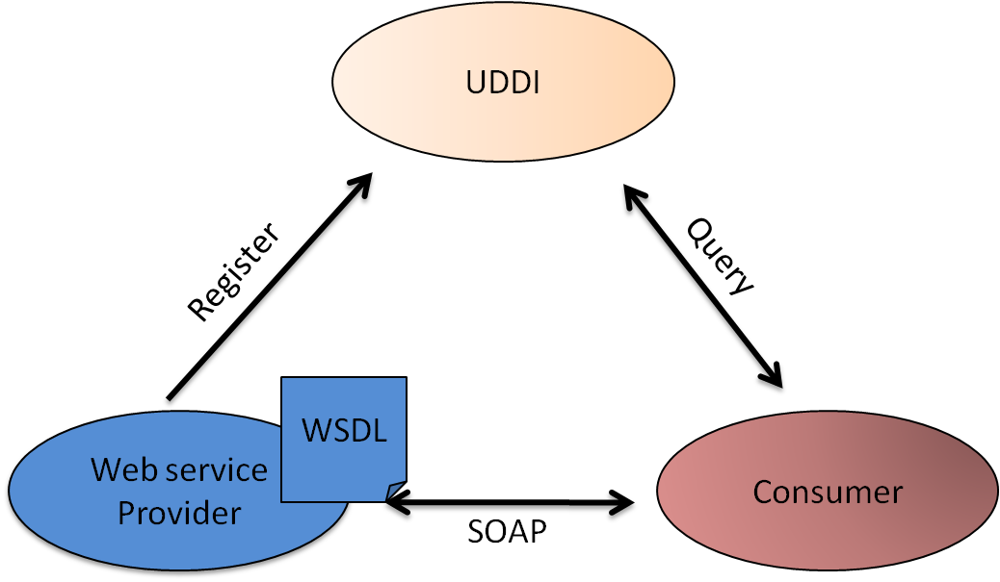 UDDI
Register
Query
WSDL
Web service
Provider
Consumer
SOAP